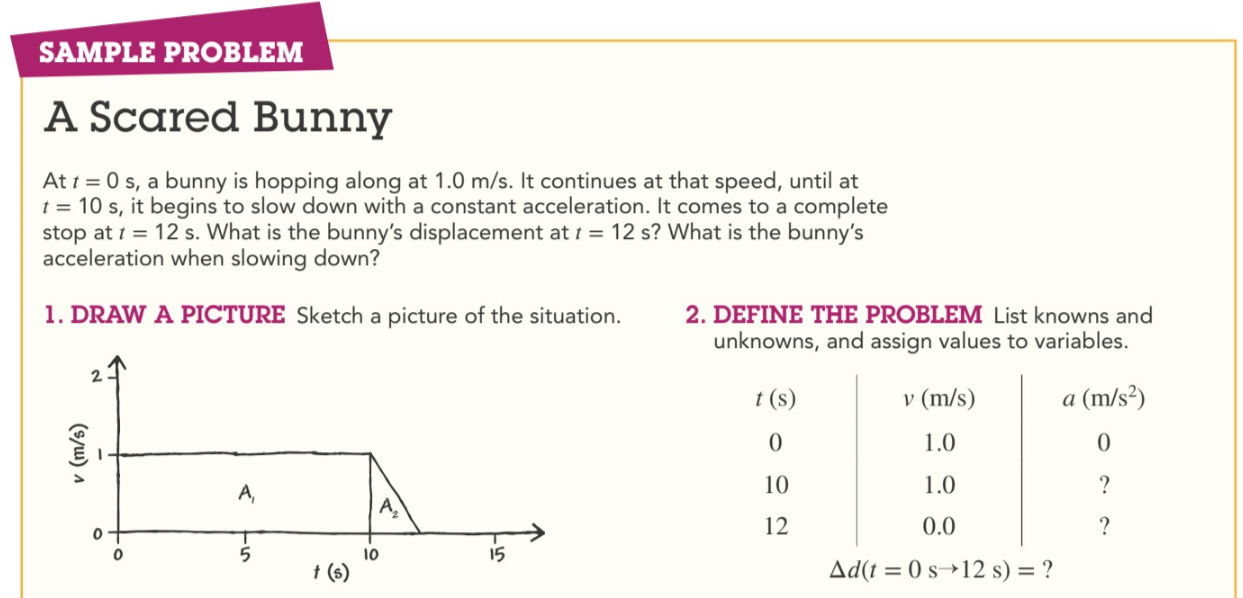 SAMPLE PROBLEM
A Scared Bunny
At t = 0 s, a bunny is hopping along at 1.0 m/s. It continues at that speed, until at
t = 10 s, it begins to slow down with a constant acceleration. It comes to a complete
stop at t = 12 s. What is the bunny's displacement at t = 12 s? What is the bunny's
acceleration when slowing down?
1. DRAW A PICTURE Sketch a picture of the situation.
2
v (m/s)
1
A₁
A₂
0
0 5 10 15
t (s)
2. DEFINE THE PROBLEM List knowns and
unknowns, and assign values to variables.
t (s) v (m/s) a (m/s²)
0 1.0 0
10 1.0 ?
12 0.0 ?
Δd(t = 0 s→12 s) = ?